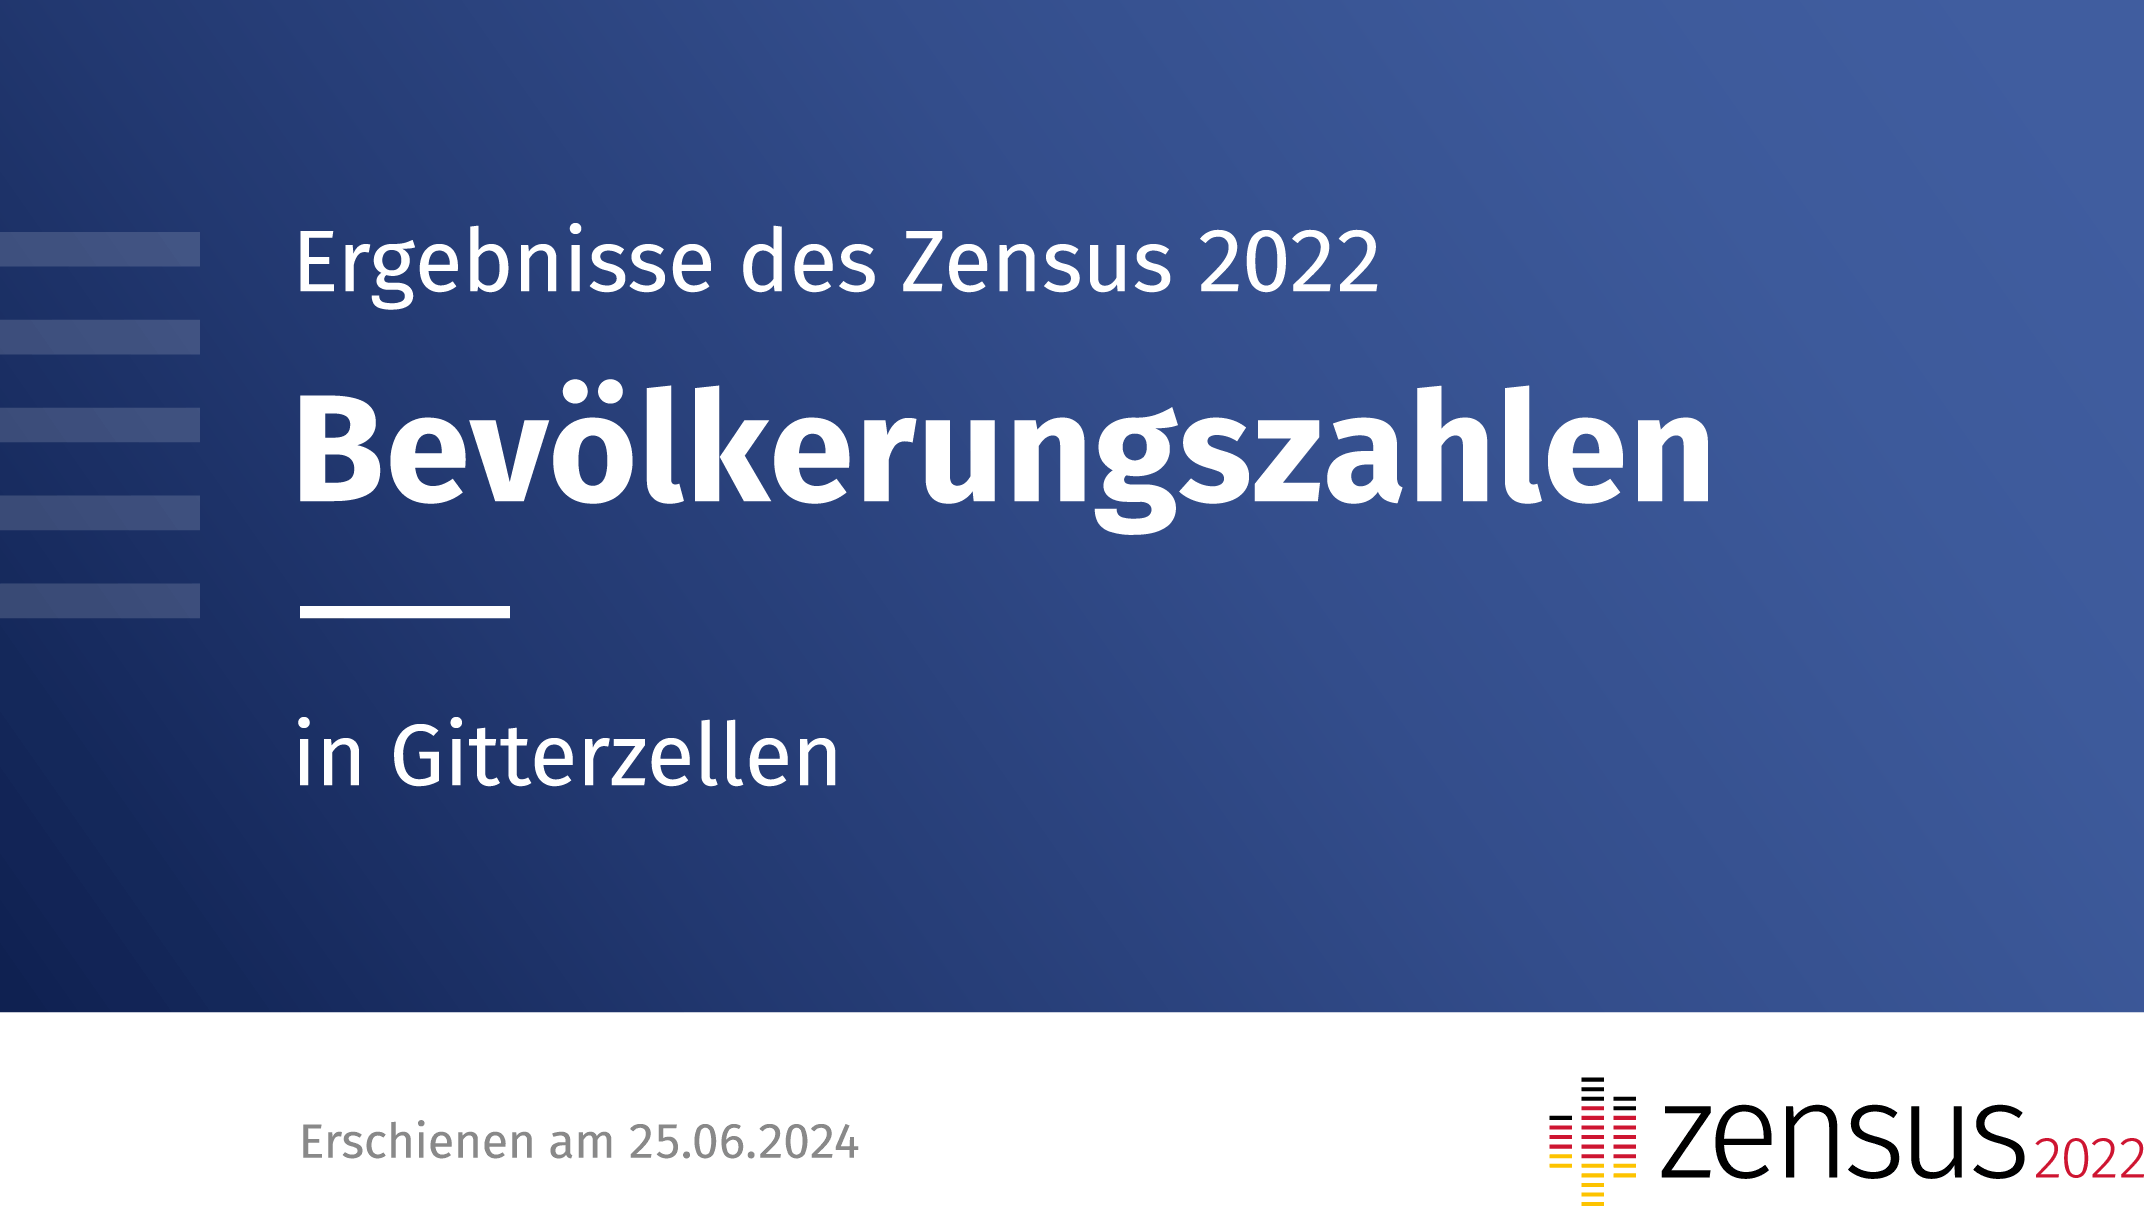 Ergebnisse des Zensus 2022
Bevölkerungszahlen
in Gitterzellen
Erschienen am 25.06.2024
zensus2022